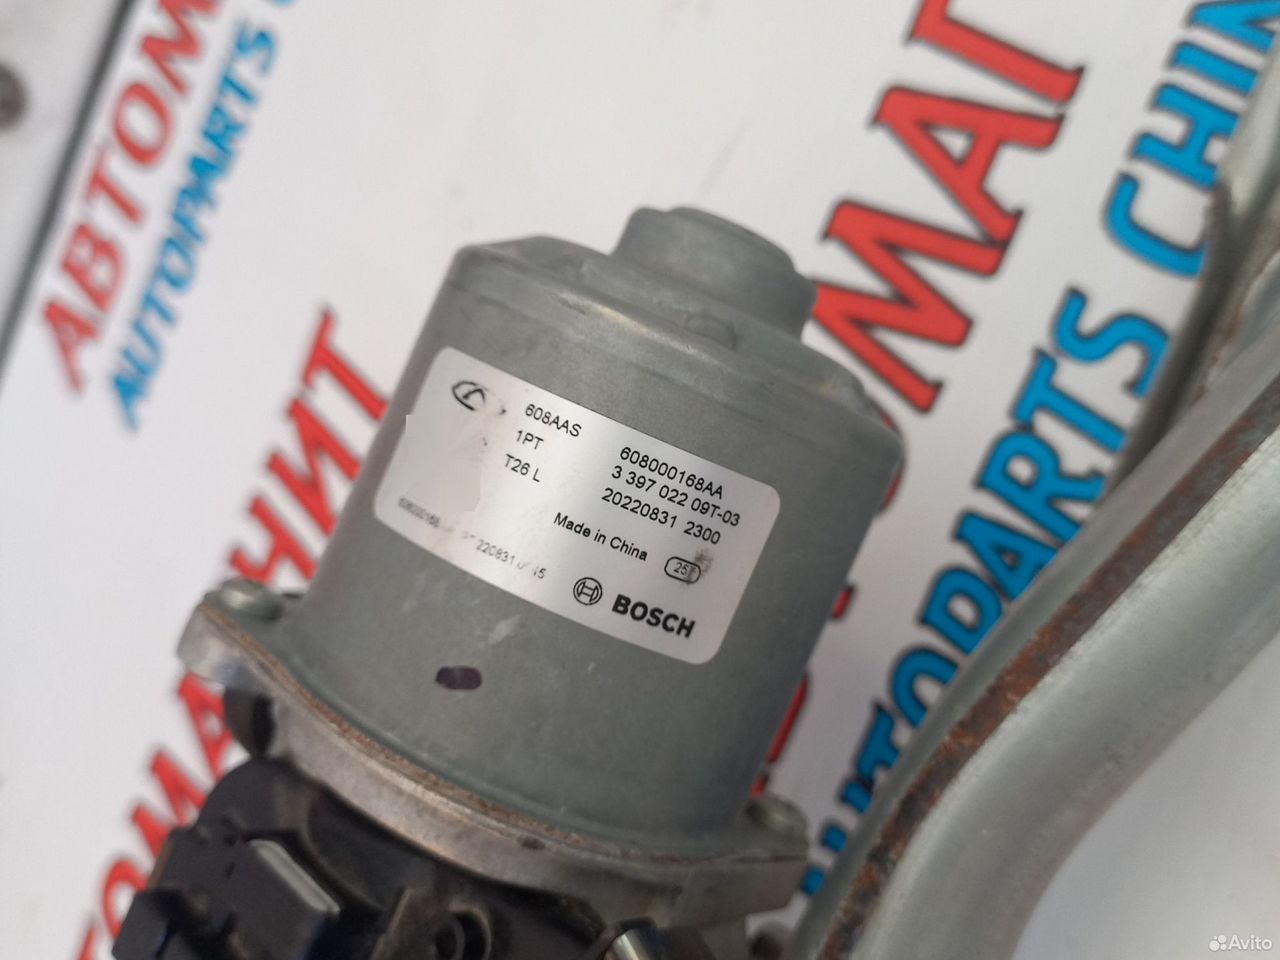 608AAS 608000168AA
1PT 3 397 022 09T-03
T26 L 20220831 2300
Made in China
BOSCH
АВТОМ
AUTOPARTS
МАГ
AUTOPARTS CHIN
МАГНИТ
Avito